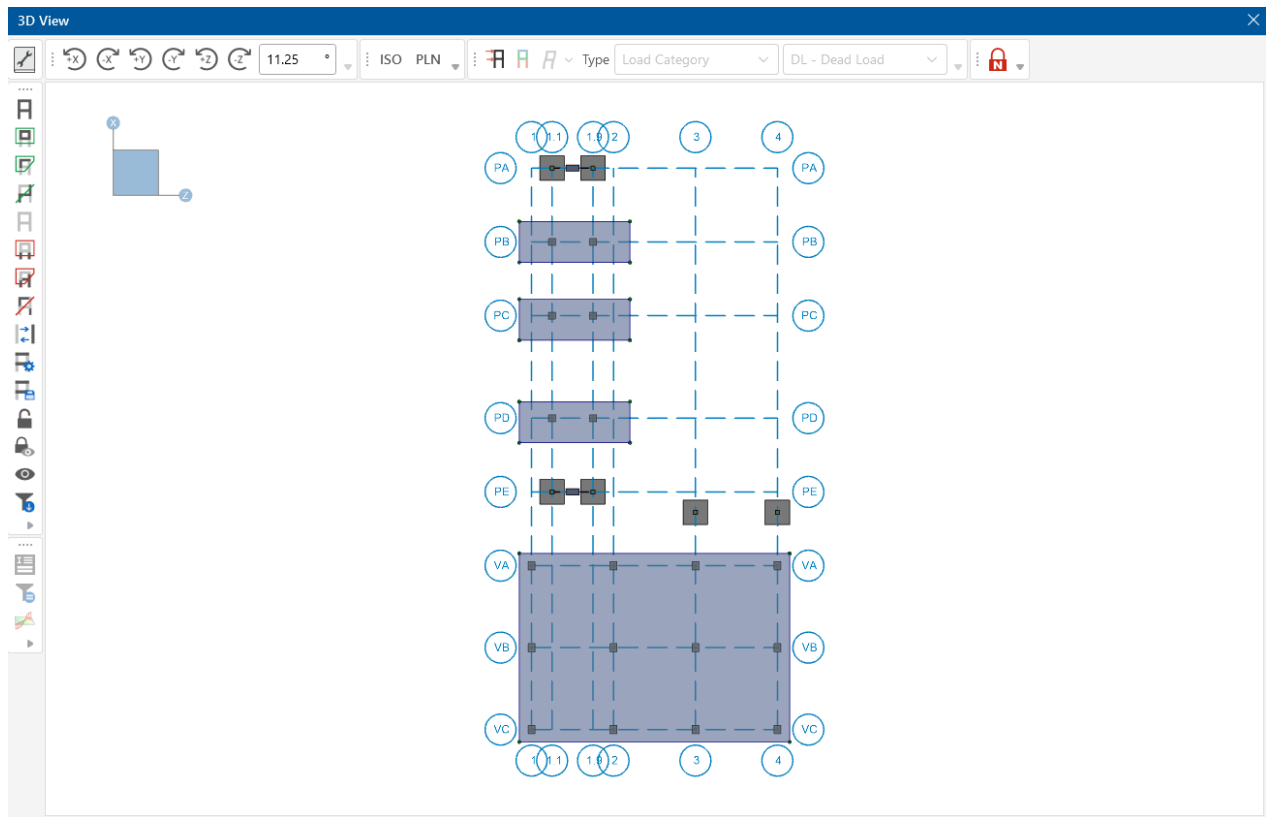 3D View
+X -X +Y -Y +Z -Z 11.25 ° ISO PLN Type Load Category DL - Dead Load N
X
Z
1 1.1 1.9 2 3 4
PA PA
PB PB
PC PC
PD PD
PE PE
VA VA
VB VB
VC VC
1 1.1 1.9 2 3 4